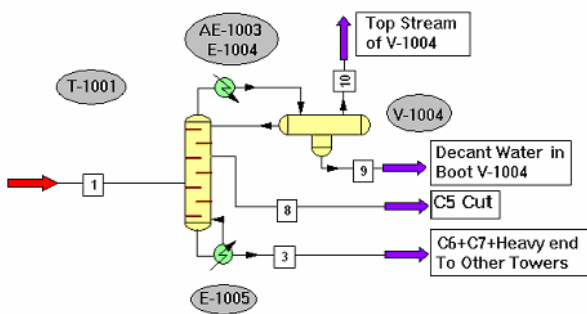 AE-1003
E-1004
Top Stream
of V-1004
T-1001
10
V-1004
Decant Water in
Boot V-1004
9
1
8
C5 Cut
3
C6+C7+Heavy end
To Other Towers
E-1005